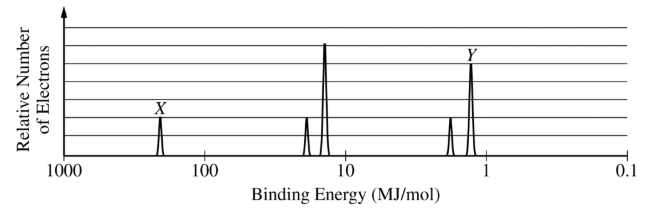 Relative Number
of Electrons
X
Y
1000
100
10
1
0.1
Binding Energy (MJ/mol)